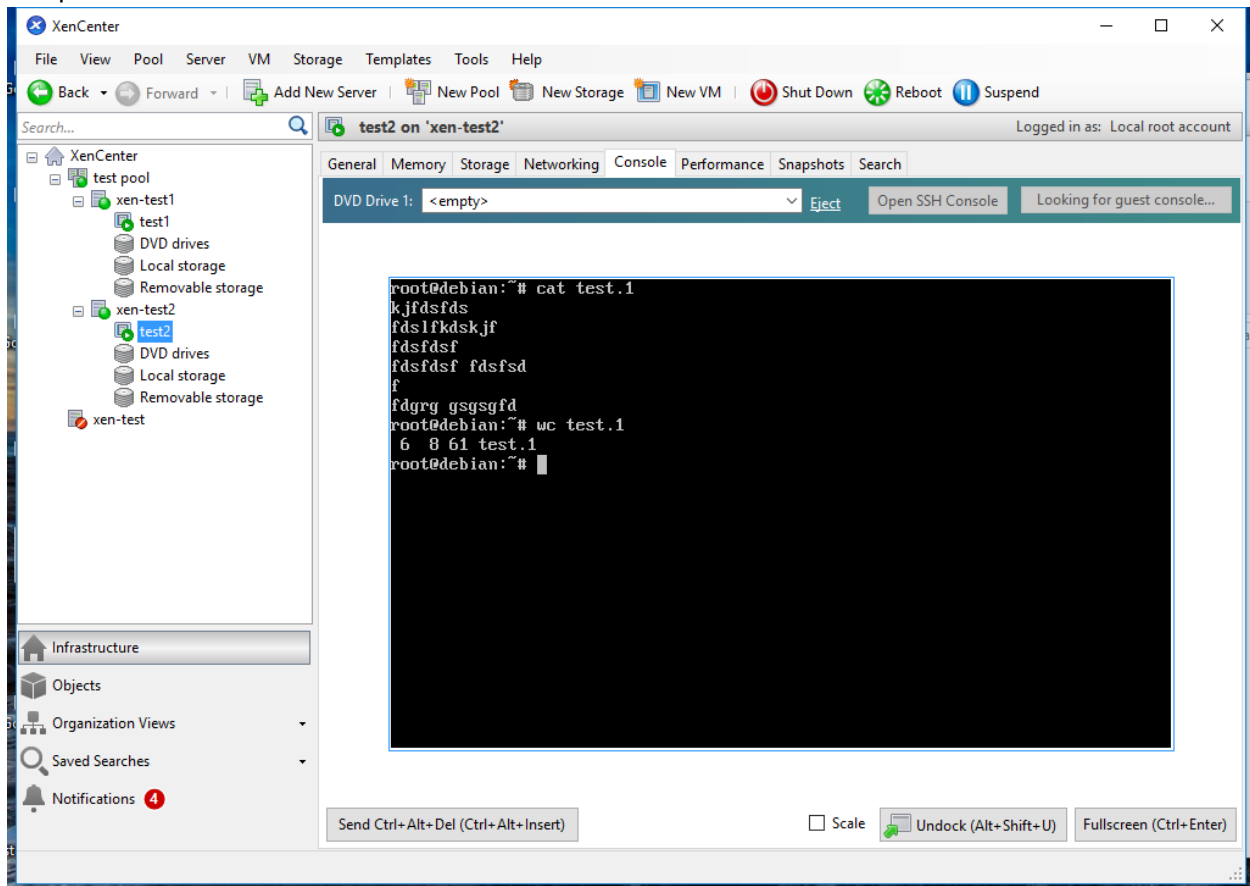 XenCenter
File View Pool Server VM Storage Templates Tools Help
Back Forward Add New Server New Pool New Storage New VM Shut Down Reboot Suspend
Search...
test2 on 'xen-test2'
Logged in as: Local root account
XenCenter
test pool
xen-test1
test1
DVD drives
Local storage
Removable storage
xen-test2
test2
DVD drives
Local storage
Removable storage
xen-test
General Memory Storage Networking Console Performance Snapshots Search
DVD Drive 1: <empty> Eject Open SSH Console Looking for guest console...
root@debian:~# cat test.1
kjfdsfds
fdslfkdskjf
fdsfdsf
fdsfdsf fdsfsd
f
fdgrg gsgsgfd
root@debian:~# wc test.1
6 8 61 test.1
root@debian:~#
Infrastructure
Objects
Organization Views
Saved Searches
Notifications 4
Send Ctrl+Alt+Del (Ctrl+Alt+Insert) Scale Undock (Alt+Shift+U) Fullscreen (Ctrl+Enter)